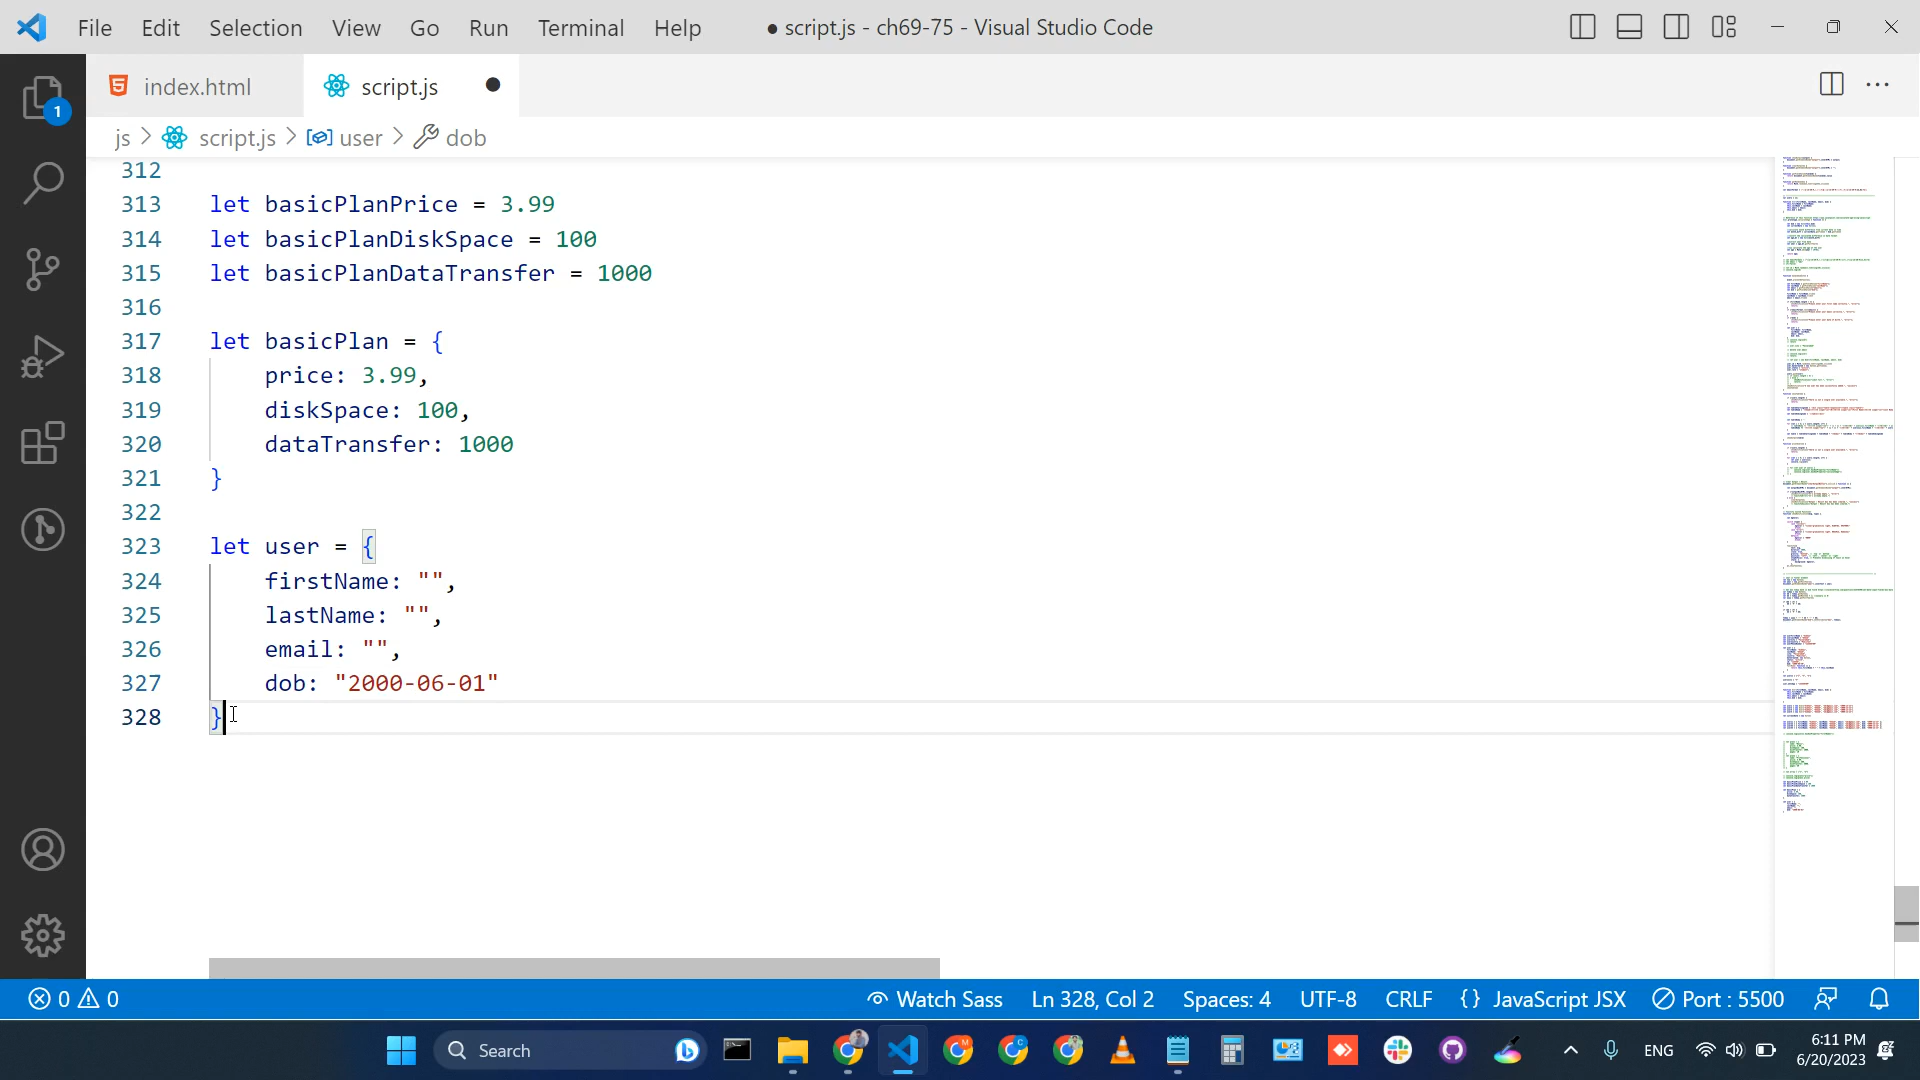 File Edit Selection View Go Run Terminal Help ● script.js - ch69-75 - Visual Studio Code
index.html script.js
js > script.js > user > dob
1
312
313 let basicPlanPrice = 3.99
314 let basicPlanDiskSpace = 100
315 let basicPlanDataTransfer = 1000
316
317 let basicPlan = {
318 price: 3.99,
319 diskSpace: 100,
320 dataTransfer: 1000
321 }
322
323 let user = {
324 firstName: "",
325 lastName: "",
326 email: "",
327 dob: "2000-06-01"
328 }
0 0 Watch Sass Ln 328, Col 2 Spaces: 4 UTF-8 CRLF {} JavaScript JSX Port : 5500
Search ENG 6:11 PM
6/20/2023